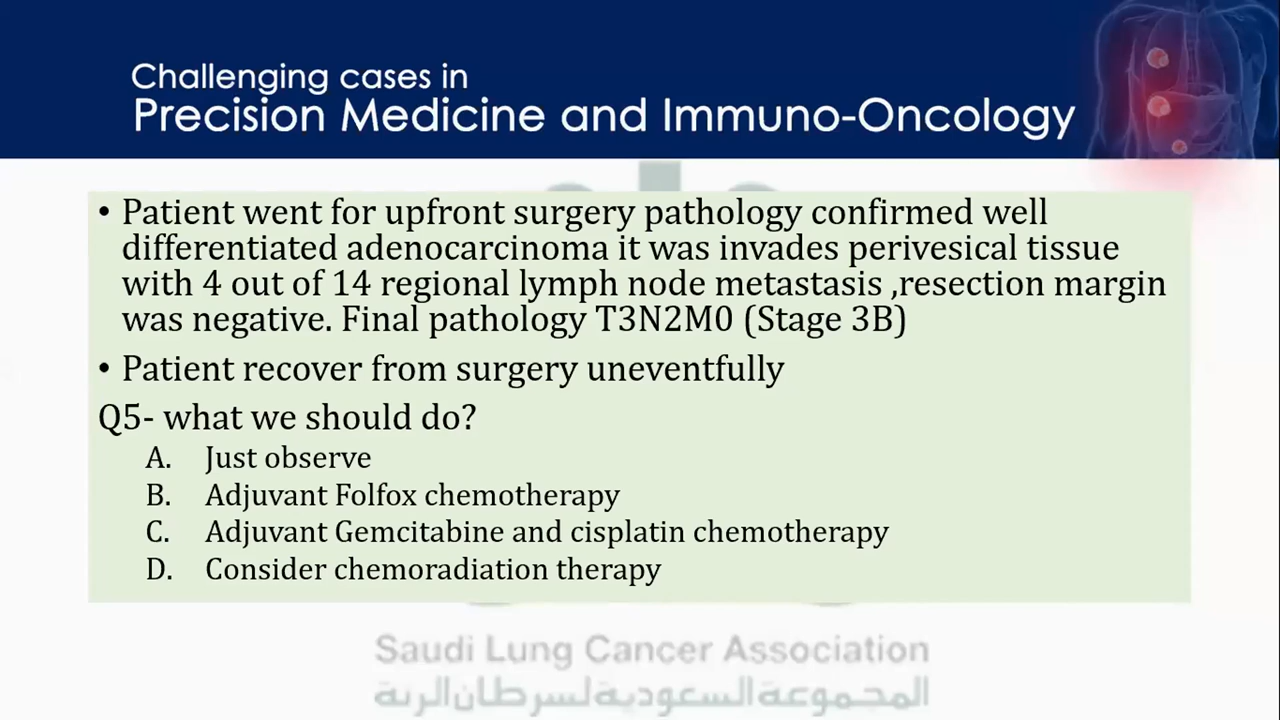 Challenging cases in
Precision Medicine and Immuno-Oncology
• Patient went for upfront surgery pathology confirmed well
differentiated adenocarcinoma it was invades perivesical tissue
with 4 out of 14 regional lymph node metastasis ,resection margin
was negative. Final pathology T3N2M0 (Stage 3B)
• Patient recover from surgery uneventfully
Q5- what we should do?
A. Just observe
B. Adjuvant Folfox chemotherapy
C. Adjuvant Gemcitabine and cisplatin chemotherapy
D. Consider chemoradiation therapy
Saudi Lung Cancer Association
المجموعة السعودية لسرطان الرية